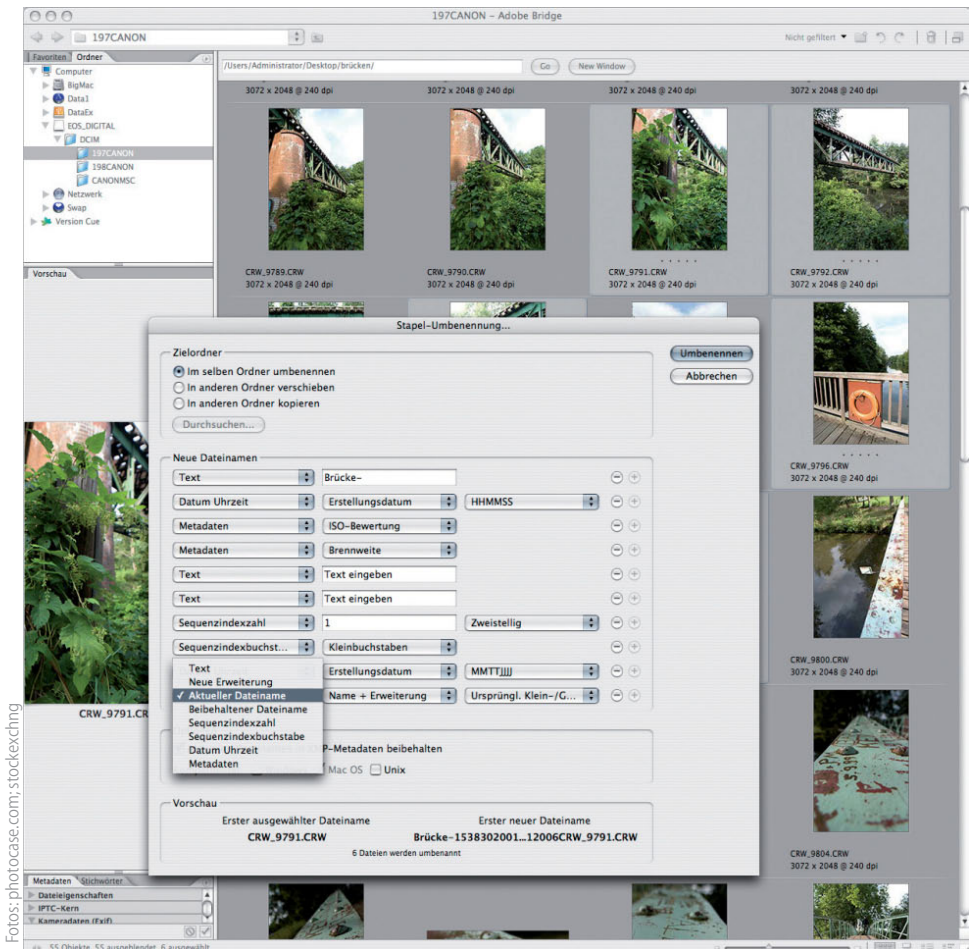 197CANON – Adobe Bridge
197CANON
Nicht gefiltert
Favoriten Ordner
Computer
BigMac
Data1
DataEx
EOS_DIGITAL
DCIM
197CANON
198CANON
CANONMSC
Netzwerk
Swap
Version Cue
/Users/Administrator/Desktop/brücken/ Go New Window
3072 x 2048 @ 240 dpi 3072 x 2048 @ 240 dpi 3072 x 2048 @ 240 dpi 3072 x 2048 @ 240 dpi
CRW_9789.CRW CRW_9790.CRW CRW_9791.CRW CRW_9792.CRW
3072 x 2048 @ 240 dpi 3072 x 2048 @ 240 dpi 3072 x 2048 @ 240 dpi 3072 x 2048 @ 240 dpi
Vorschau
CRW_9791.CR
Stapel-Umbenennung...
Zielordner
Im selben Ordner umbenennen
In anderen Ordner verschieben
In anderen Ordner kopieren
Durchsuchen...
Umbenennen
Abbrechen
Neue Dateinamen
Text Brücke-
Datum Uhrzeit Erstellungsdatum HHMMSS
Metadaten ISO-Bewertung
Metadaten Brennweite
Text Text eingeben
Text Text eingeben
Sequenzindexzahl 1 Zweistellig
Sequenzindexbuchst... Kleinbuchstaben
Erstellungsdatum MMTTJJJJ
Name + Erweiterung Ursprüngl. Klein-/G...
Text
Neue Erweiterung
✓ Aktueller Dateiname
Beibehaltener Dateiname
Sequenzindexzahl
Sequenzindexbuchstabe
Datum Uhrzeit
Metadaten
P-Metadaten beibehalten
Mac OS Unix
Vorschau
Erster ausgewählter Dateiname Erster neuer Dateiname
CRW_9791.CRW Brücke-1538302001...12006CRW_9791.CRW
6 Dateien werden umbenannt
CRW_9796.CRW
3072 x 2048 @ 240 dpi
CRW_9800.CRW
3072 x 2048 @ 240 dpi
CRW_9804.CRW
3072 x 2048 @ 240 dpi
Metadaten Stichwörter
Dateieigenschaften
IPTC-Kern
Kameradaten (Exif)
55 Objekte, 55 ausgeblendet, 6 ausgewählt
Fotos: photocase.com; stockexchng